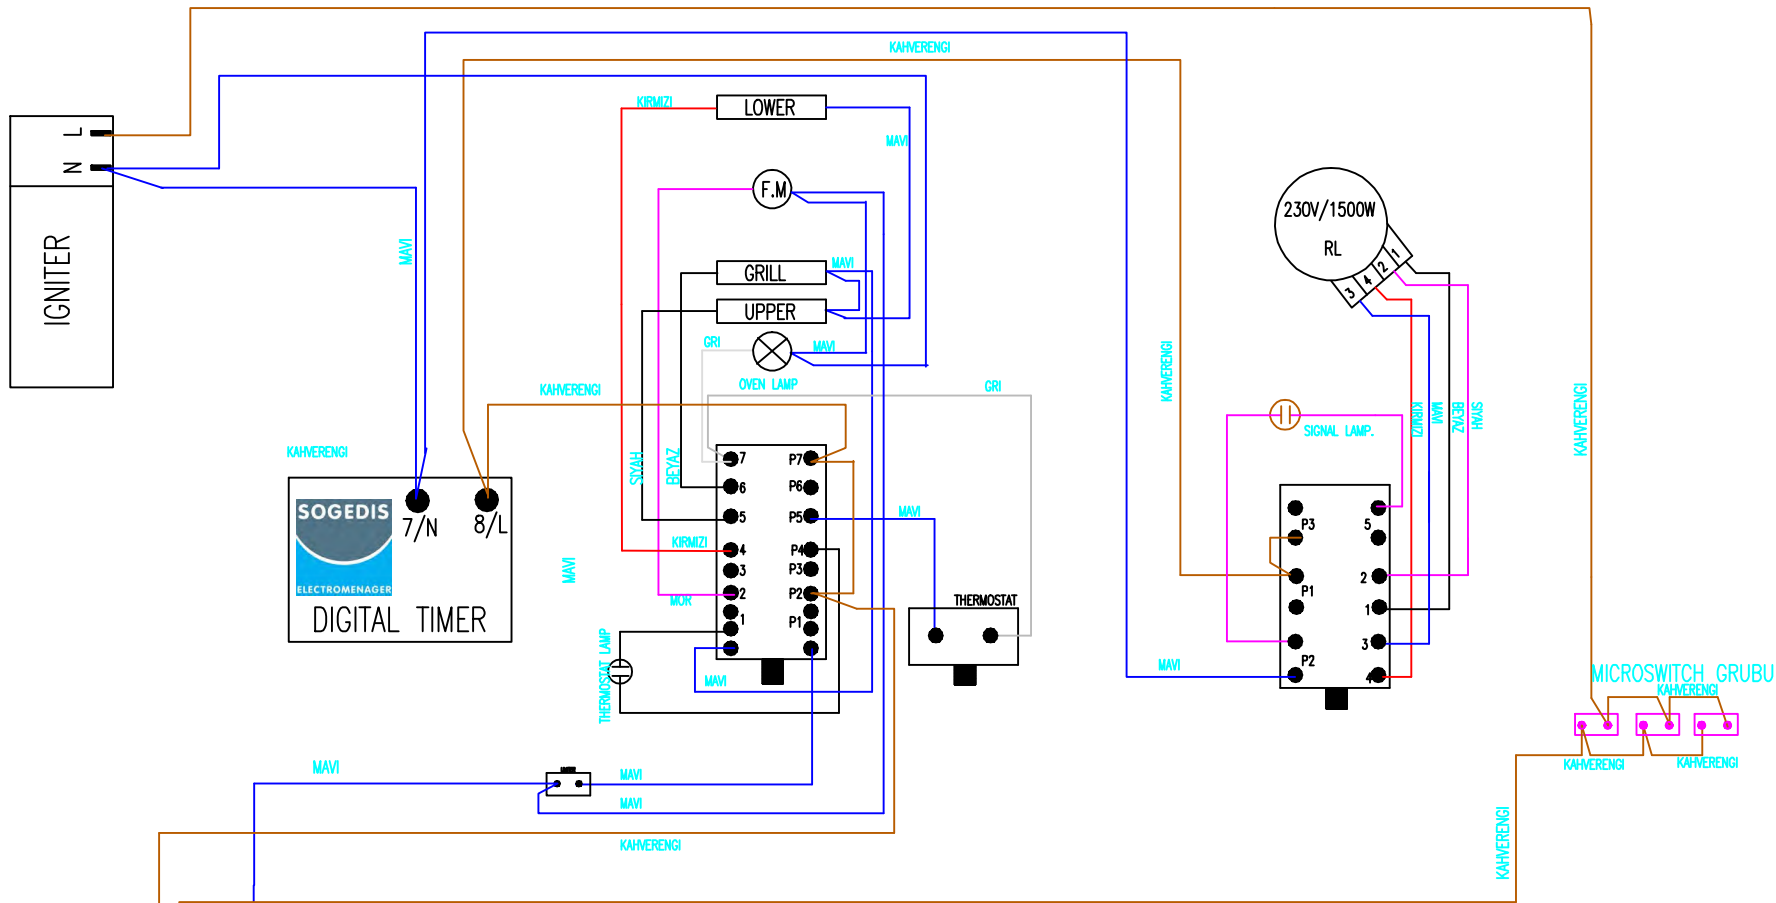 KAHVERENGI
KIRMIZI
LOWER
MAVI
L
N
IGNITER
MAVI
F.M
230V/1500W
RL
1
2
4
3
MAVI
GRILL
UPPER
GRI
MAVI
OVEN LAMP
KAHVERENGI
GRI
KAHVERENGI
SIGNAL LAMP.
KIRMIZI
MAVI
BEYAZ
SIYAH
KAHVERENGI
KAHVERENGI
SIYAH
BEYAZ
7
P7
6
P6
5
P5
MAVI
KIRMIZI
4
P4
3
P3
2
P2
MOR
1
P1
SOGEDIS
ELECTROMENAGER
7/N
8/L
DIGITAL TIMER
MAVI
THERMOSTAT
THERMOSTAT LAMP
MAVI
P3
5
P1
2
1
3
P2
4
MAVI
MICROSWITCH GRUBU
KAHVERENGI
KAHVERENGI
KAHVERENGI
MAVI
MAVI
MAVI
KAHVERENGI
KAHVERENGI